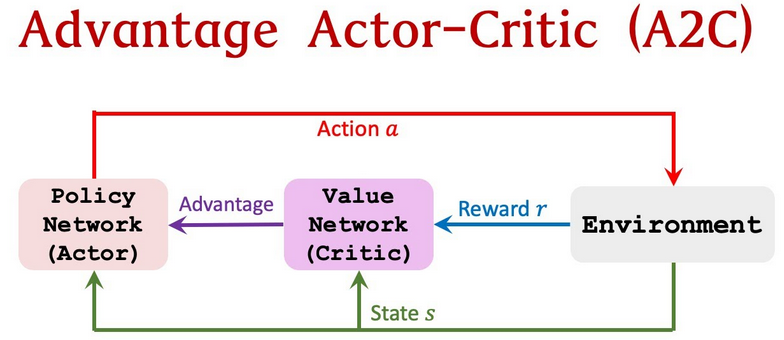 Advantage Actor-Critic (A2C)
Action a
Policy
Network
(Actor)
Advantage
Value
Network
(Critic)
Reward r
Environment
State s